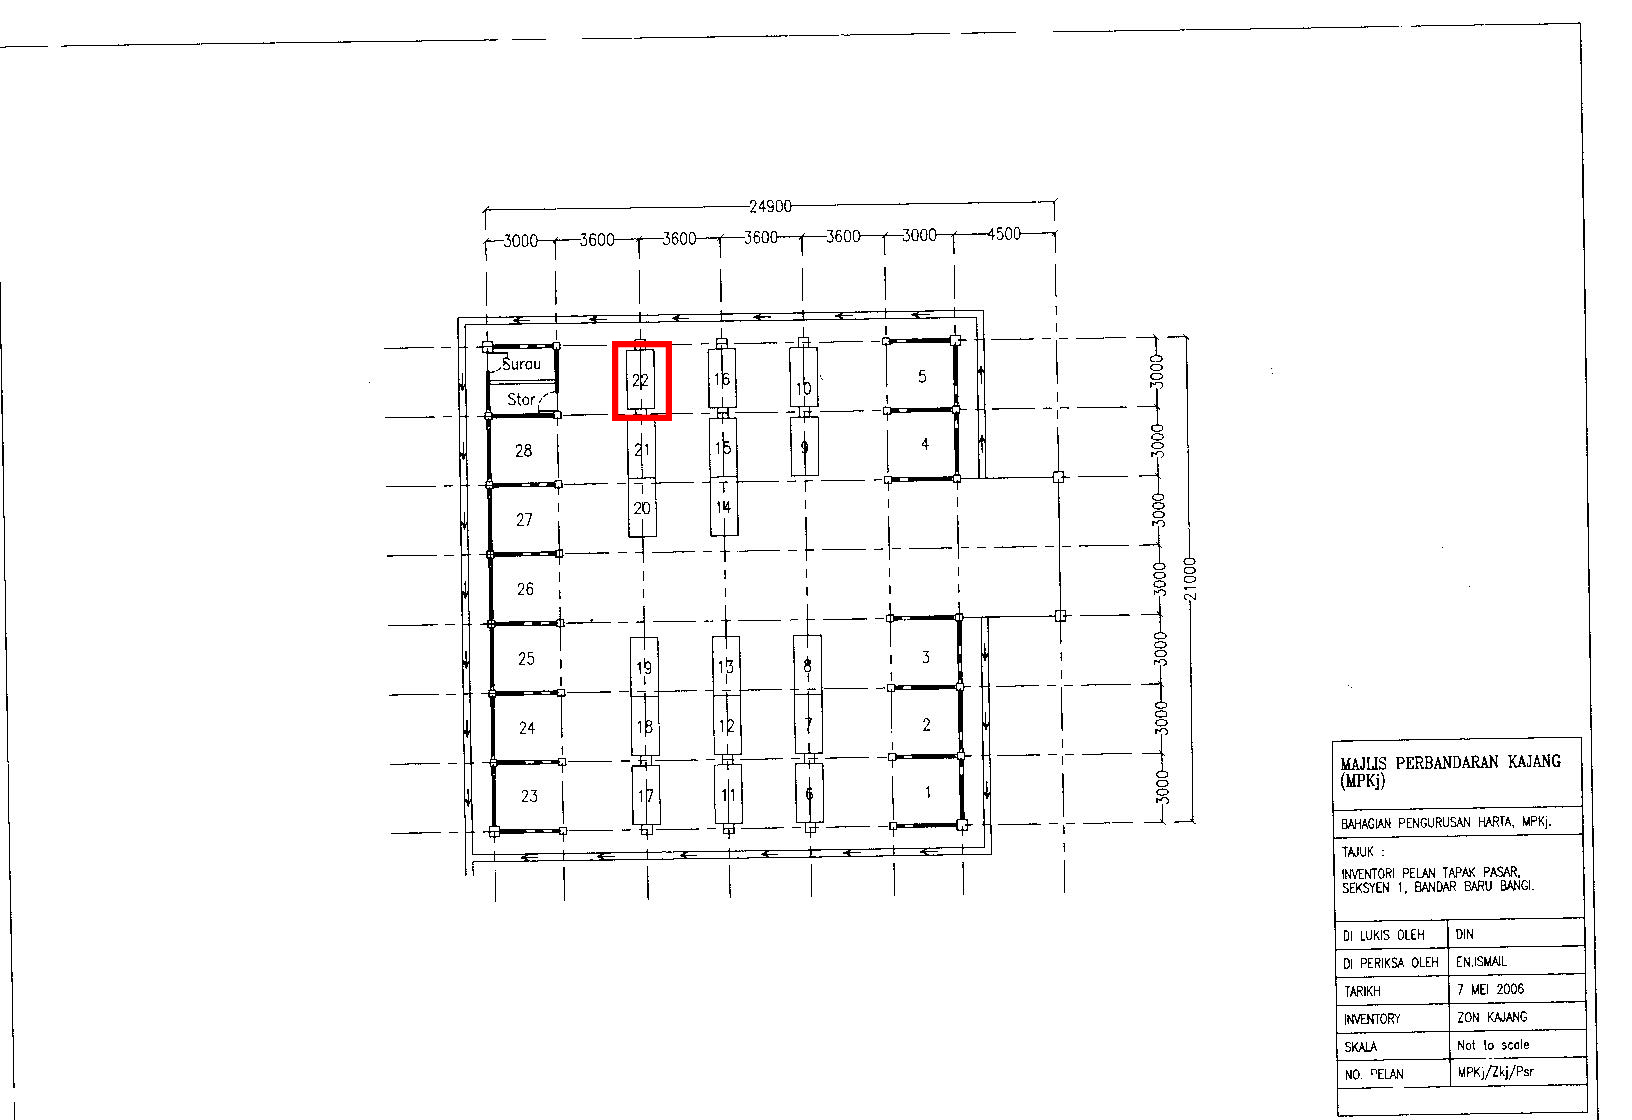 24900
3000 3600 3600 3600 3600 3000 4500
Surau
Stor
22 16 10 5
28 21 15 9 4
27 20 14
26
25 19 13 8 3
24 18 12 7 2
23 17 11 6 1
3000
3000
3000
3000
3000
3000
3000
21000
MAJLIS PERBANDARAN KAJANG
(MPKj)
BAHAGIAN PENGURUSAN HARTA, MPKj.
TAJUK :
INVENTORI PELAN TAPAK PASAR,
SEKSYEN 1, BANDAR BARU BANGI.
DI LUKIS OLEH DIN
DI PERIKSA OLEH EN.ISMAIL
TARIKH 7 MEI 2006
INVENTORY ZON KAJANG
SKALA Not to scale
NO. PELAN MPKj/Zkj/Psr